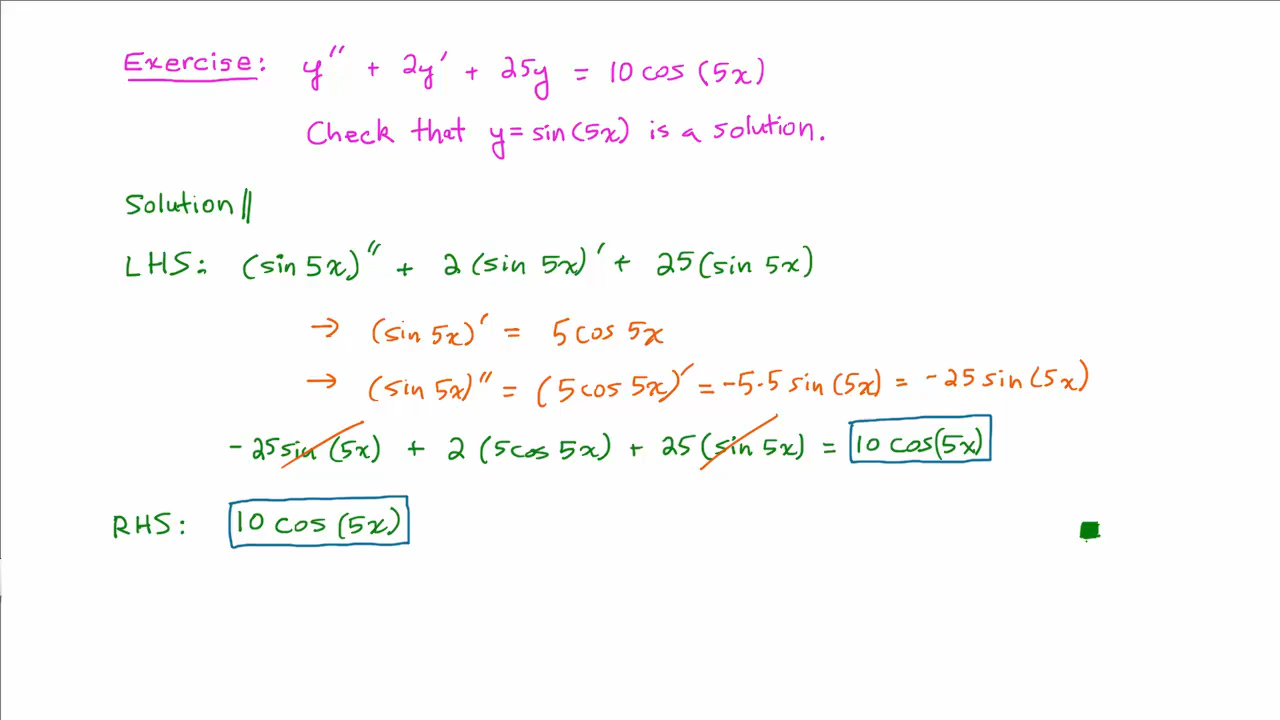 Exercise: y'' + 2y' + 25y = 10 cos (5x)
Check that y = sin(5x) is a solution.
Solution ||
LHS: (sin 5x)'' + 2 (sin 5x)' + 25 (sin 5x)
→ (sin 5x)' = 5 cos 5x
→ (sin 5x)'' = (5 cos 5x)' = -5·5 sin (5x) = -25 sin (5x)
- 25 sin (5x) + 2 (5cos 5x) + 25 (sin 5x) = 10 cos(5x)
RHS: 10 cos (5x)